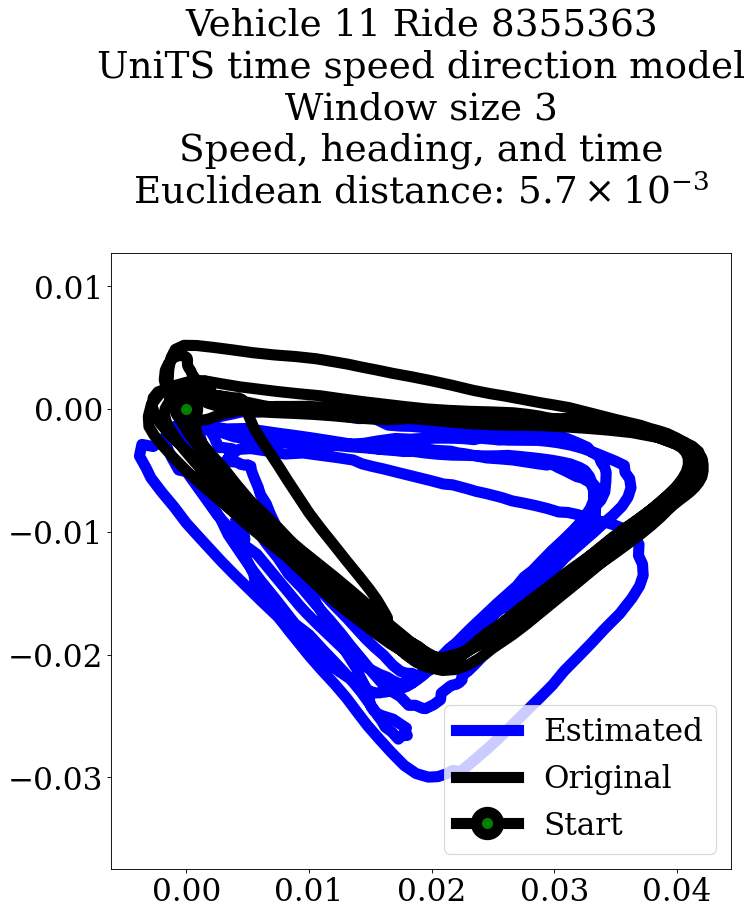 Vehicle 11 Ride 8355363
UniTS time speed direction model
Window size 3
Speed, heading, and time
Euclidean distance: 5.7 × 10⁻³
0.01
0.00
−0.01
−0.02
−0.03
Estimated
Original
Start
0.00 0.01 0.02 0.03 0.04